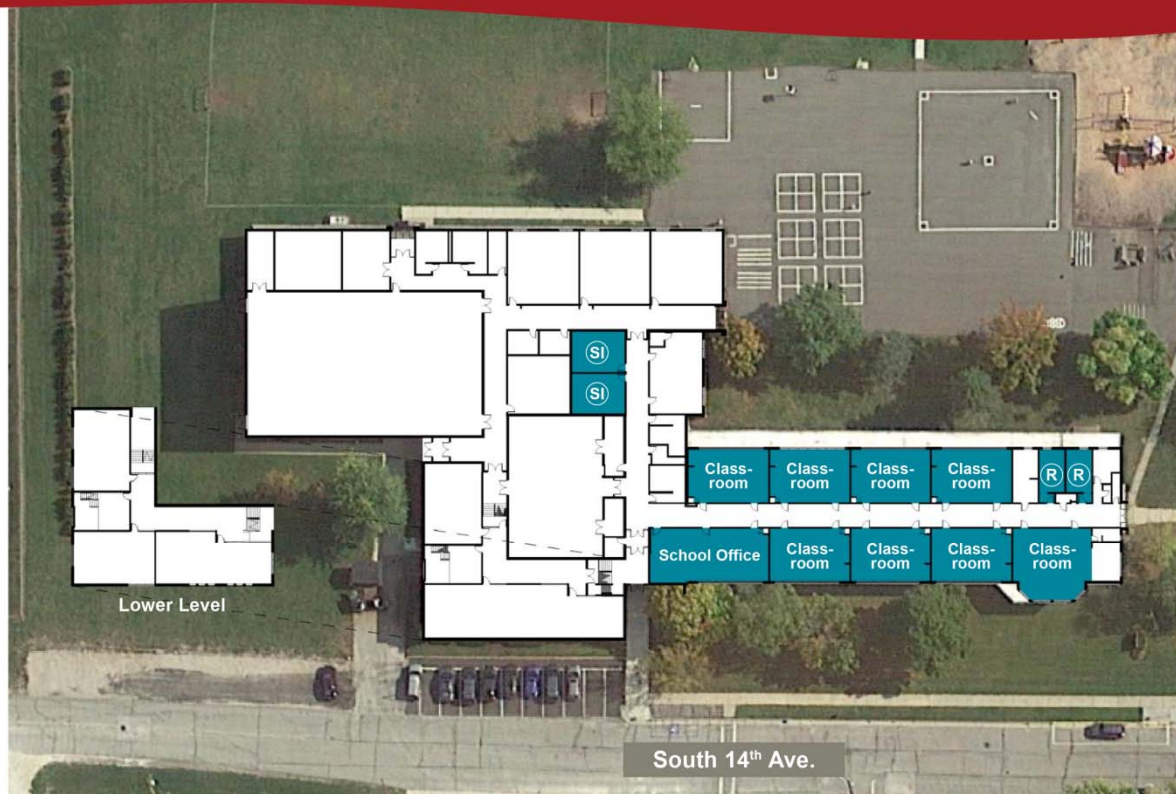 SI
SI
Class-
room
Class-
room
Class-
room
Class-
room
R
R
School Office
Class-
room
Class-
room
Class-
room
Class-
room
Lower Level
South 14th Ave.